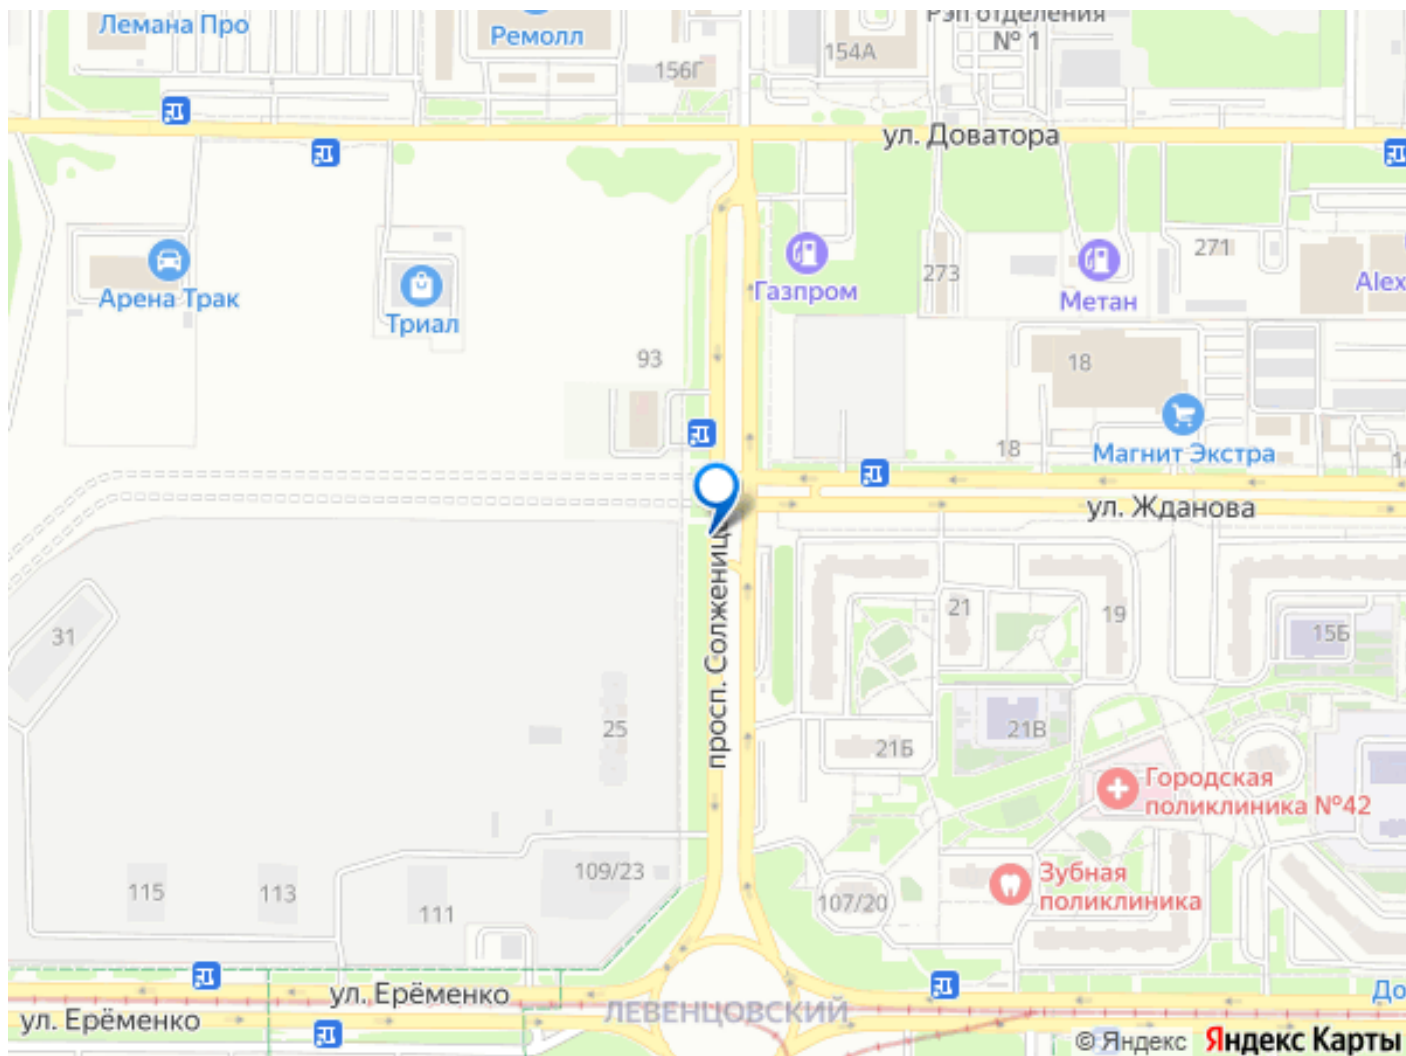 Лемана Про
Ремолл
156Г
154А
Рэп отделения
№ 1
ул. Доватора
Арена Трак
Триал
Газпром
273
Метан
271
Alex
93
18
18
Магнит Экстра
ул. Жданова
просп. Солжениц
31
25
21
19
15Б
21Б
21В
Городская
поликлиника №42
Зубная
поликлиника
109/23
107/20
115
113
111
ул. Ерёменко
ул. Ерёменко
ЛЕВЕНЦОВСКИЙ
До
© Яндекс Яндекс Карты